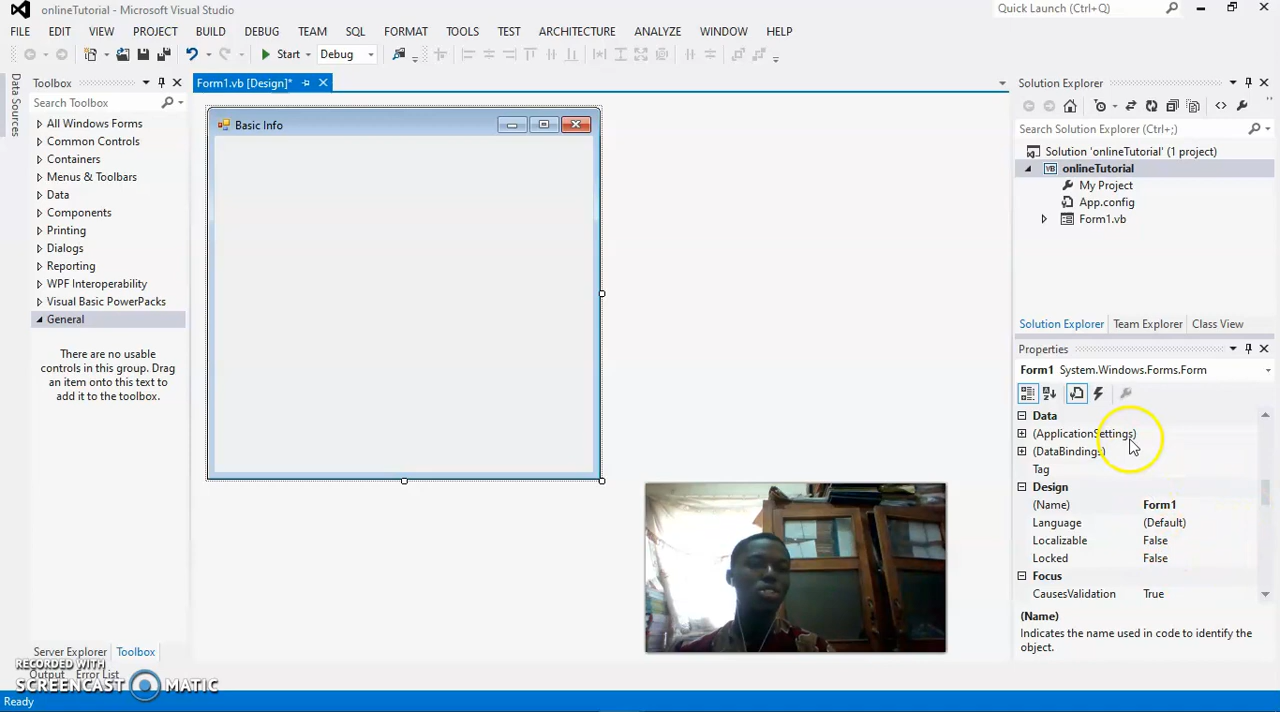 onlineTutorial - Microsoft Visual Studio
Quick Launch (Ctrl+Q)
FILE EDIT VIEW PROJECT BUILD DEBUG TEAM SQL FORMAT TOOLS TEST ARCHITECTURE ANALYZE WINDOW HELP
Start Debug
Data Sources
Toolbox
Search Toolbox
All Windows Forms
Common Controls
Containers
Menus & Toolbars
Data
Components
Printing
Dialogs
Reporting
WPF Interoperability
Visual Basic PowerPacks
General
There are no usable
controls in this group. Drag
an item onto this text to
add it to the toolbox.
Server Explorer Toolbox
Output Error List
RECORDED WITH
SCREENCAST MATIC
Ready
Form1.vb [Design]*
Basic Info
Solution Explorer
Search Solution Explorer (Ctrl+;)
Solution 'onlineTutorial' (1 project)
VB onlineTutorial
My Project
App.config
Form1.vb
Solution Explorer Team Explorer Class View
Properties
Form1 System.Windows.Forms.Form
Data
(ApplicationSettings)
(DataBindings)
Tag
Design
(Name) Form1
Language (Default)
Localizable False
Locked False
Focus
CausesValidation True
(Name)
Indicates the name used in code to identify the
object.